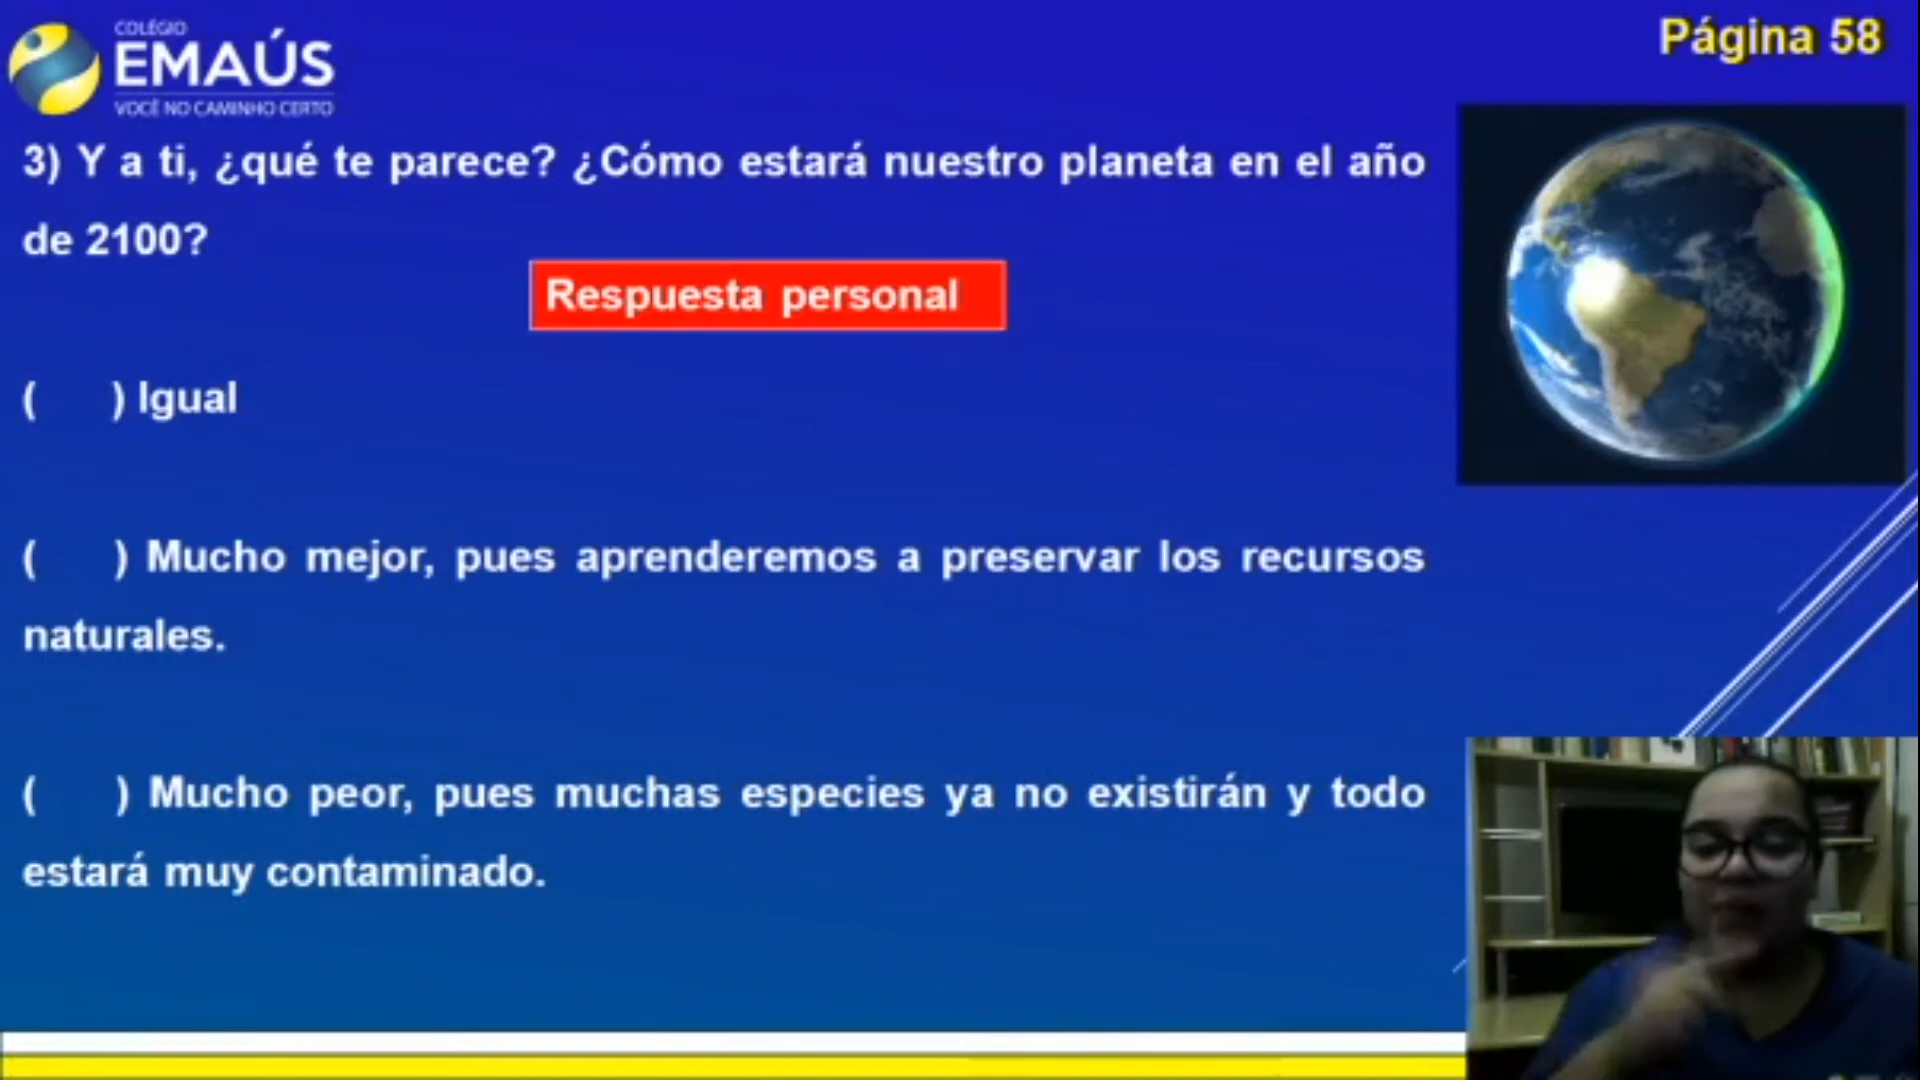 COLÉGIO
EMAÚS
VOCÊ NO CAMINHO CERTO
Página 58
3) Y a ti, ¿qué te parece? ¿Cómo estará nuestro planeta en el año
de 2100?
Respuesta personal
( ) Igual
( ) Mucho mejor, pues aprenderemos a preservar los recursos
naturales.
( ) Mucho peor, pues muchas especies ya no existirán y todo
estará muy contaminado.